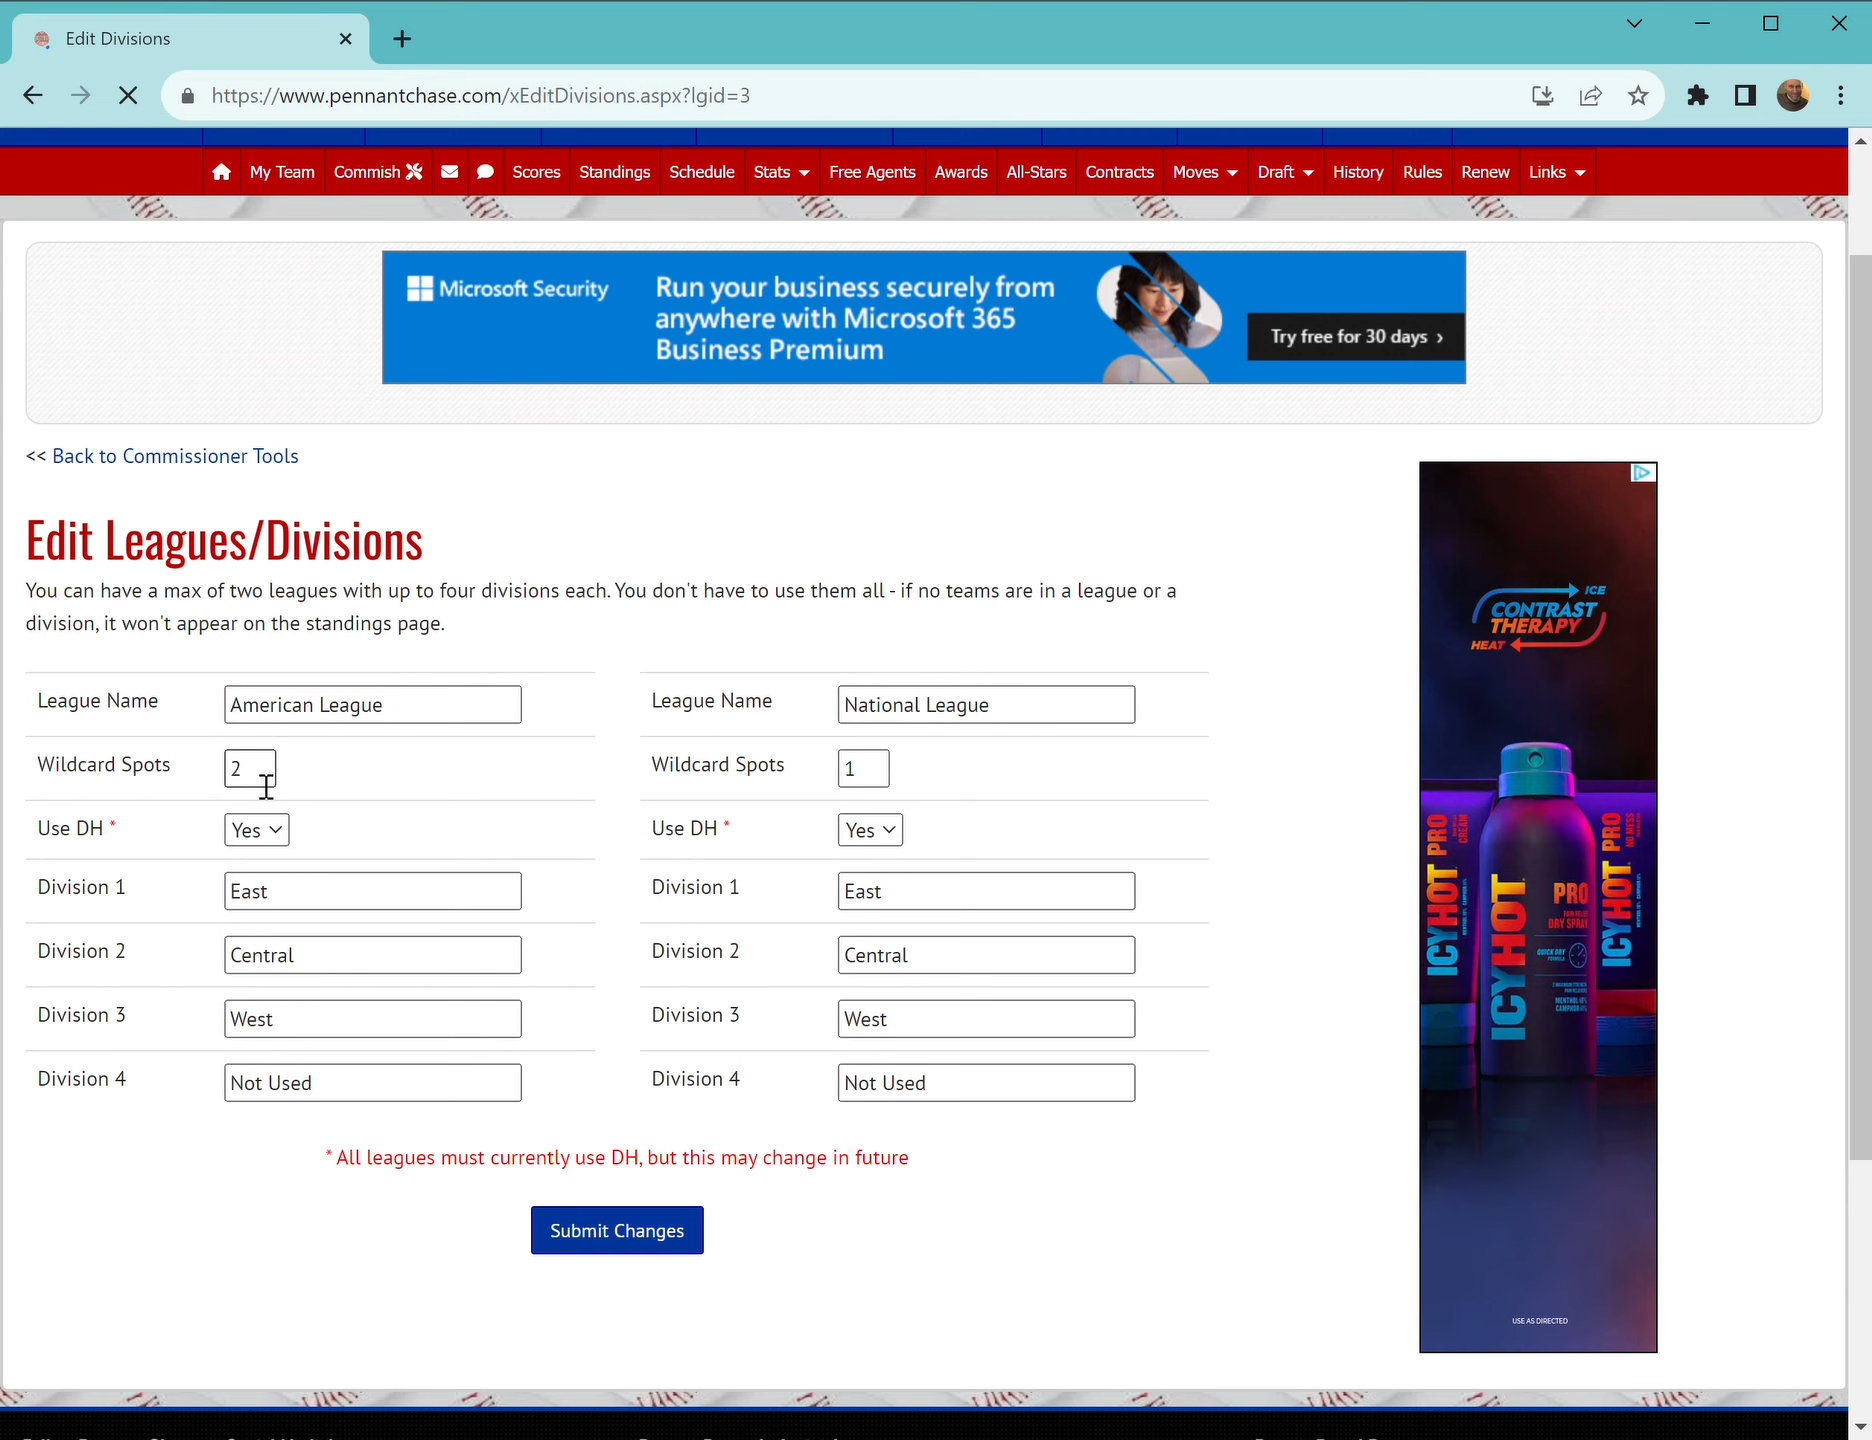 Edit Divisions
https://www.pennantchase.com/xEditDivisions.aspx?lgid=3
My Team Commish Scores Standings Schedule Stats Free Agents Awards All-Stars Contracts Moves Draft History Rules Renew Links
Microsoft Security
Run your business securely from
anywhere with Microsoft 365
Business Premium
Try free for 30 days ›
<< Back to Commissioner Tools
Edit Leagues/Divisions
You can have a max of two leagues with up to four divisions each. You don't have to use them all - if no teams are in a league or a
division, it won't appear on the standings page.
League Name American League League Name National League
Wildcard Spots 2 Wildcard Spots 1
Use DH * Yes Use DH * Yes
Division 1 East Division 1 East
Division 2 Central Division 2 Central
Division 3 West Division 3 West
Division 4 Not Used Division 4 Not Used
* All leagues must currently use DH, but this may change in future
Submit Changes
ICE
CONTRAST
THERAPY
HEAT
ICYHOT PRO
CREAM
ICYHOT
PRO
DRY SPRAY
QUICK DRY
ICYHOT PRO
NO MESS
USE AS DIRECTED